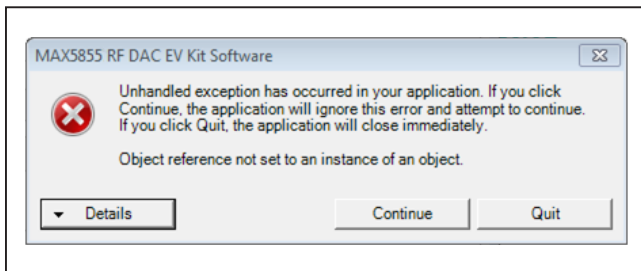 MAX5855 RF DAC EV Kit Software
Unhandled exception has occurred in your application. If you click
Continue, the application will ignore this error and attempt to continue.
If you click Quit, the application will close immediately.
Object reference not set to an instance of an object.
Details
Continue
Quit